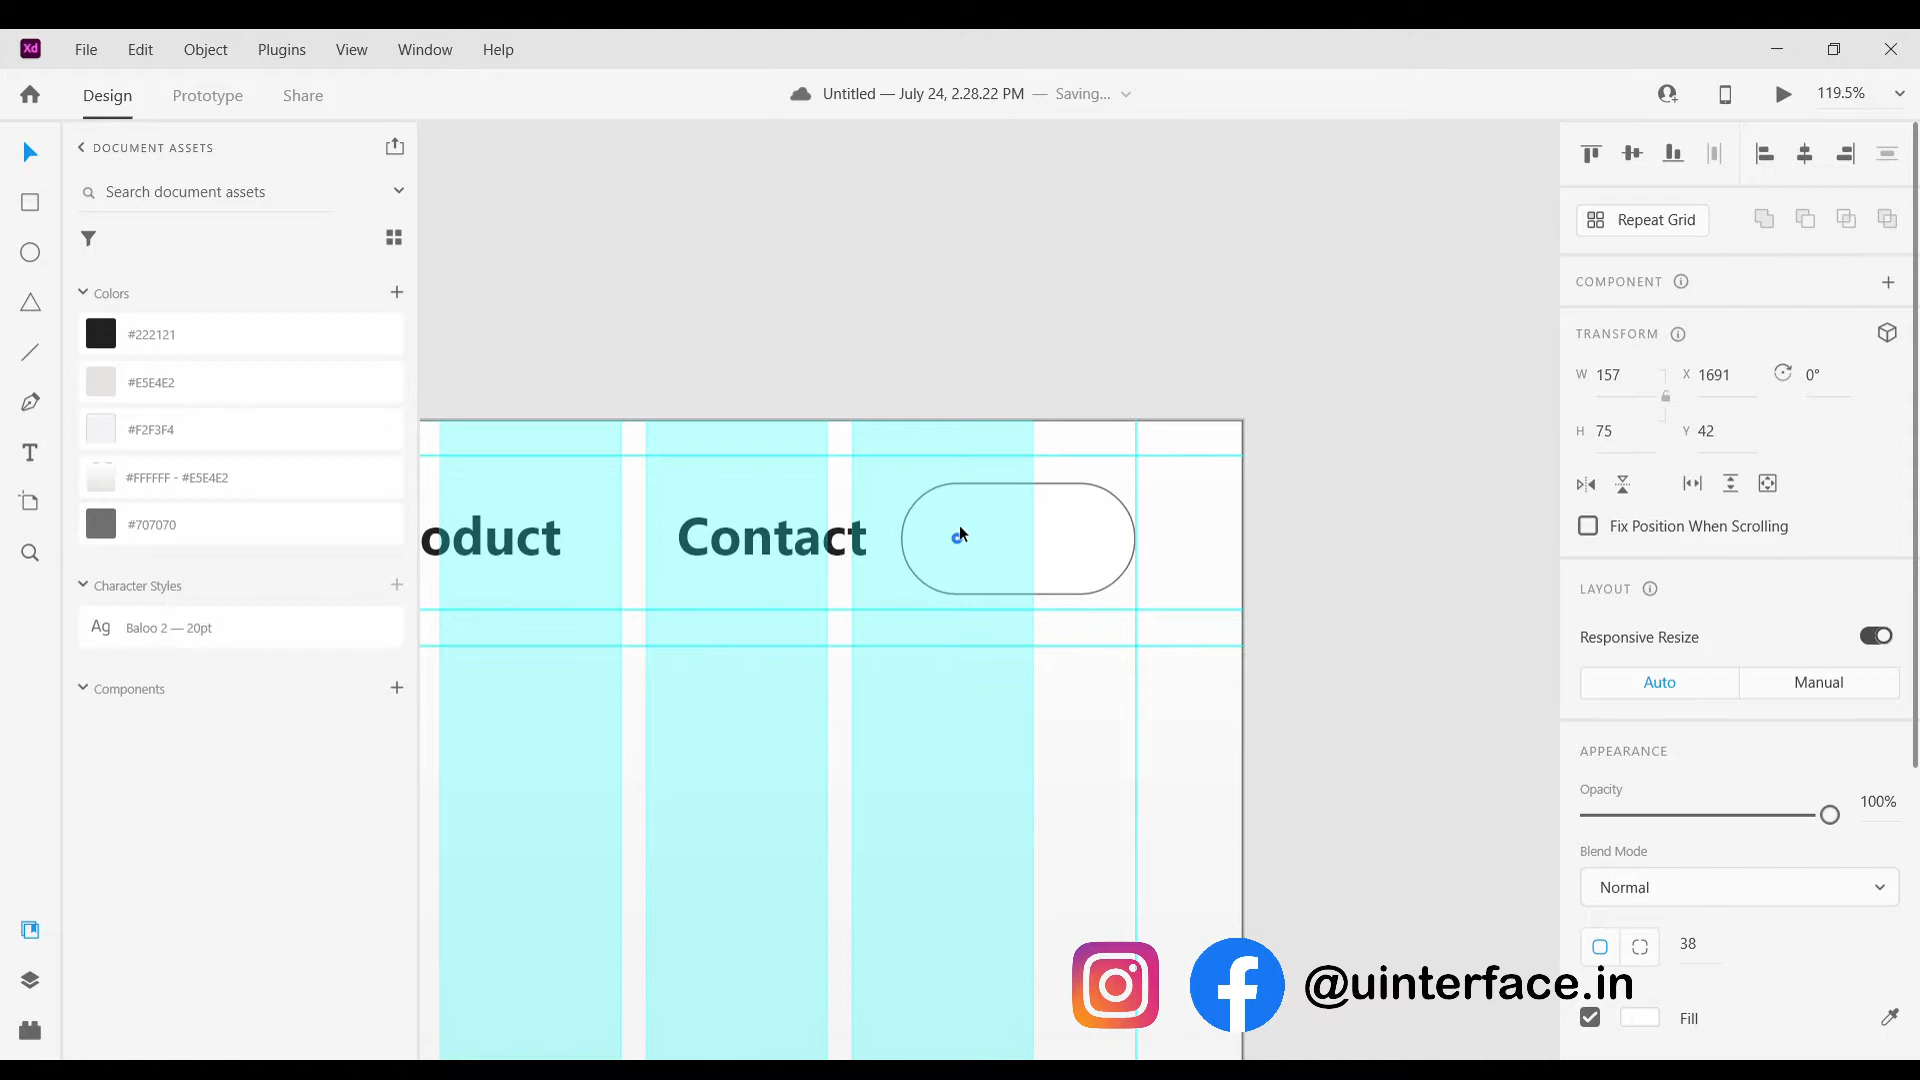 Xd File Edit Object Plugins View Window Help
Design Prototype Share Untitled — July 24, 2.28.22 PM — Saving... 119.5%
DOCUMENT ASSETS
Search document assets
Colors
#222121
#E5E4E2
#F2F3F4
#FFFFFF - #E5E4E2
#707070
Character Styles
Ag Baloo 2 — 20pt
Components
oduct Contact
Repeat Grid
COMPONENT
TRANSFORM
W 157 X 1691 0°
H 75 Y 42
Fix Position When Scrolling
LAYOUT
Responsive Resize
Auto Manual
APPEARANCE
Opacity
100%
Blend Mode
Normal
38
@uinterface.in
Fill